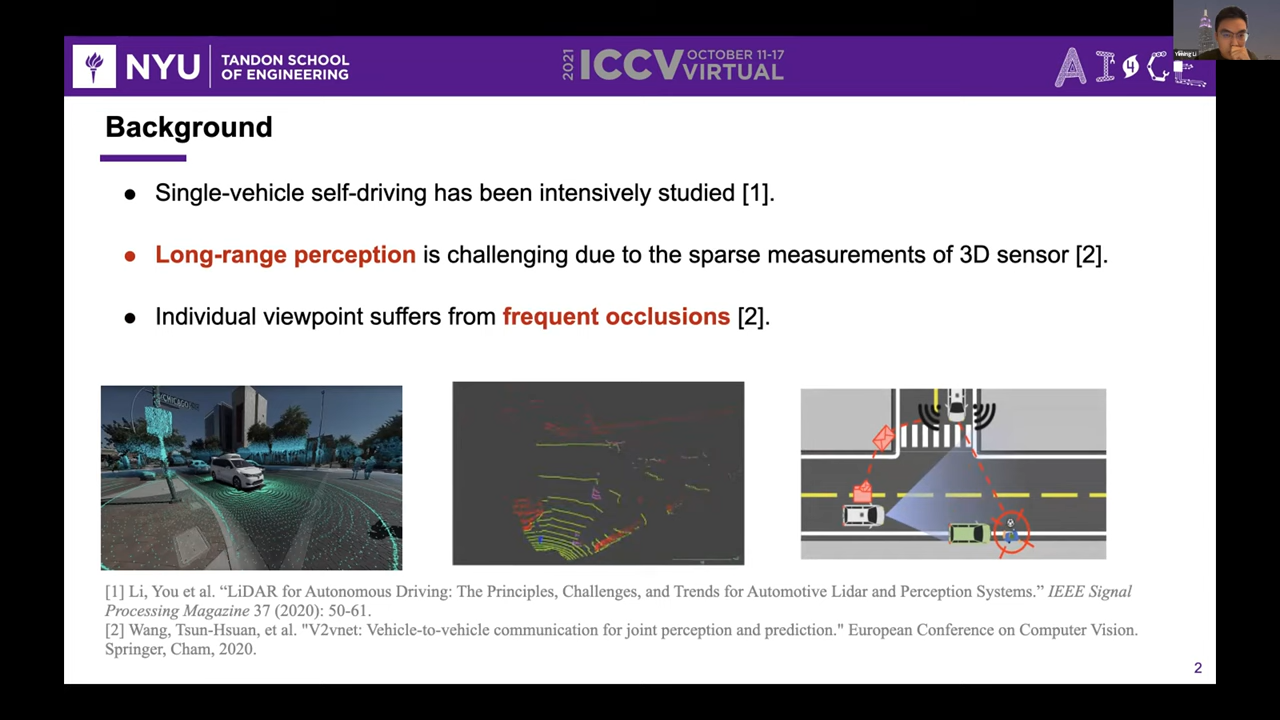 NYU
TANDON SCHOOL
OF ENGINEERING
2021 ICCV OCTOBER 11-17
VIRTUAL
AI4CE
Yiming Li
Background
● Single-vehicle self-driving has been intensively studied [1].
● Long-range perception is challenging due to the sparse measurements of 3D sensor [2].
● Individual viewpoint suffers from frequent occlusions [2].
[1] Li, You et al. “LiDAR for Autonomous Driving: The Principles, Challenges, and Trends for Automotive Lidar and Perception Systems.” IEEE Signal
Processing Magazine 37 (2020): 50-61.
[2] Wang, Tsun-Hsuan, et al. "V2vnet: Vehicle-to-vehicle communication for joint perception and prediction." European Conference on Computer Vision.
Springer, Cham, 2020.
2